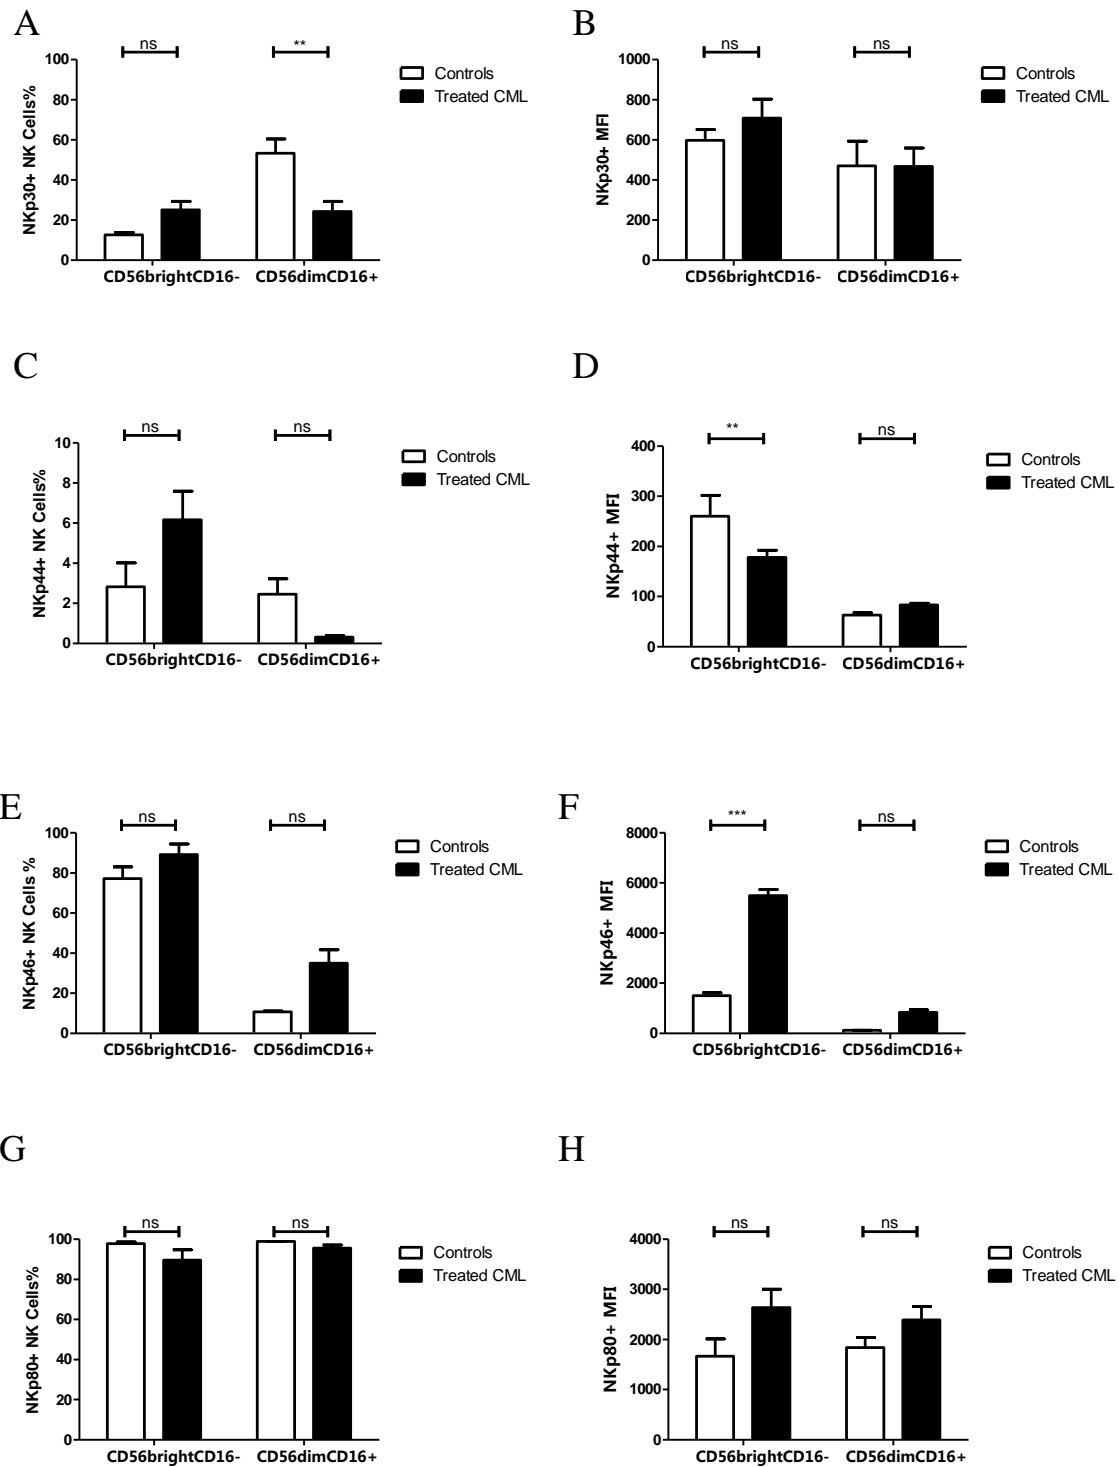 A
ns
**
NKp30+ NK Cells%
100
80
60
40
20
0
CD56brightCD16-
CD56dimCD16+
Controls
Treated CML
B
ns
ns
NKp30+ MFI
1000
800
600
400
200
0
CD56brightCD16-
CD56dimCD16+
Controls
Treated CML
C
ns
ns
NKp44+ NK Cells%
10
8
6
4
2
0
CD56brightCD16-
CD56dimCD16+
Controls
Treated CML
D
**
ns
NKp44+ MFI
400
300
200
100
0
CD56brightCD16-
CD56dimCD16+
Controls
Treated CML
E
ns
ns
NKp46+ NK Cells %
100
80
60
40
20
0
CD56brightCD16-
CD56dimCD16+
Controls
Treated CML
F
***
ns
NKp46+ MFI
8000
6000
4000
2000
0
CD56brightCD16-
CD56dimCD16+
Controls
Treated CML
G
ns
ns
NKp80+ NK Cells%
100
80
60
40
20
0
CD56brightCD16-
CD56dimCD16+
Controls
Treated CML
H
ns
ns
NKp80+ MFI
4000
3000
2000
1000
0
CD56brightCD16-
CD56dimCD16+
Controls
Treated CML